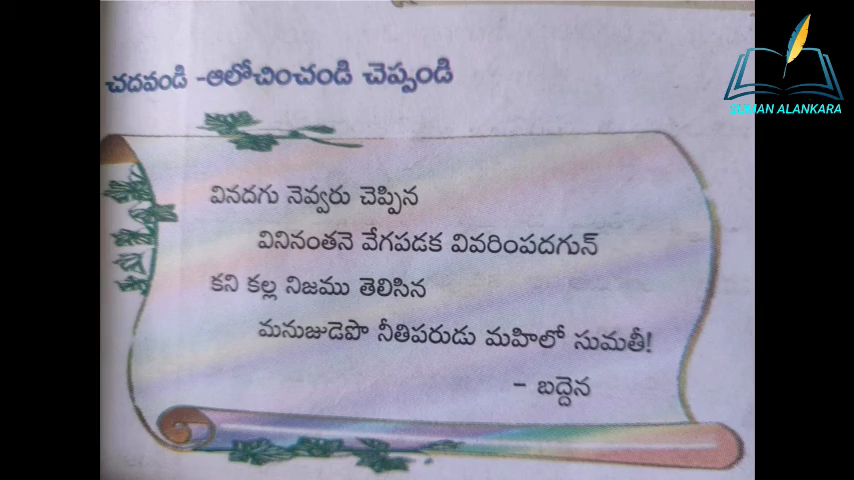 చదవండి -ఆలోచించండి చెప్పండి
SUMAN ALANKARA
వినదగు నెవ్వరు చెప్పిన
వినినంతనె వేగపడక వివరింపదగున్
కని కల్ల నిజము తెలిసిన
మనుజుడెపొ నీతిపరుడు మహిలో సుమతీ!
– బద్దెన